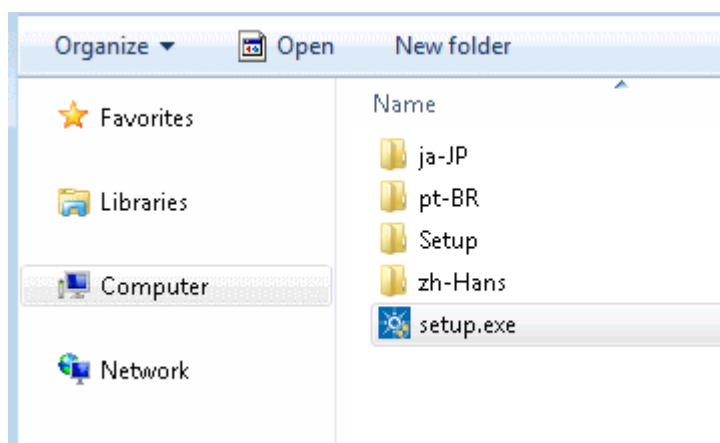 Organize Open New folder
Favorites
Libraries
Computer
Network
Name
ja-JP
pt-BR
Setup
zh-Hans
setup.exe